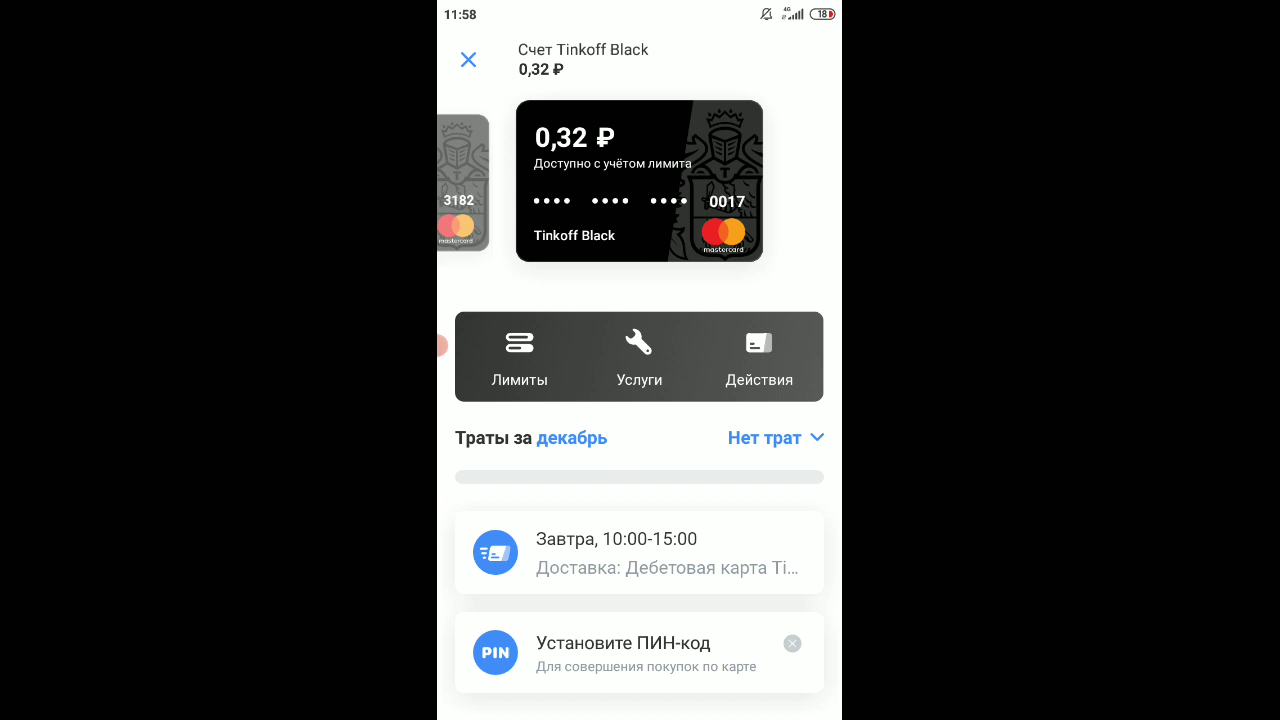 11:58
4G
18
Счет Tinkoff Black
0,32 ₽
0,32 ₽
Доступно с учётом лимита
3182
•••• •••• •••• 0017
Tinkoff Black
mastercard
mastercard
Лимиты
Услуги
Действия
Траты за декабрь
Нет трат
Завтра, 10:00-15:00
Доставка: Дебетовая карта Ti...
PIN
Установите ПИН-код
Для совершения покупок по карте